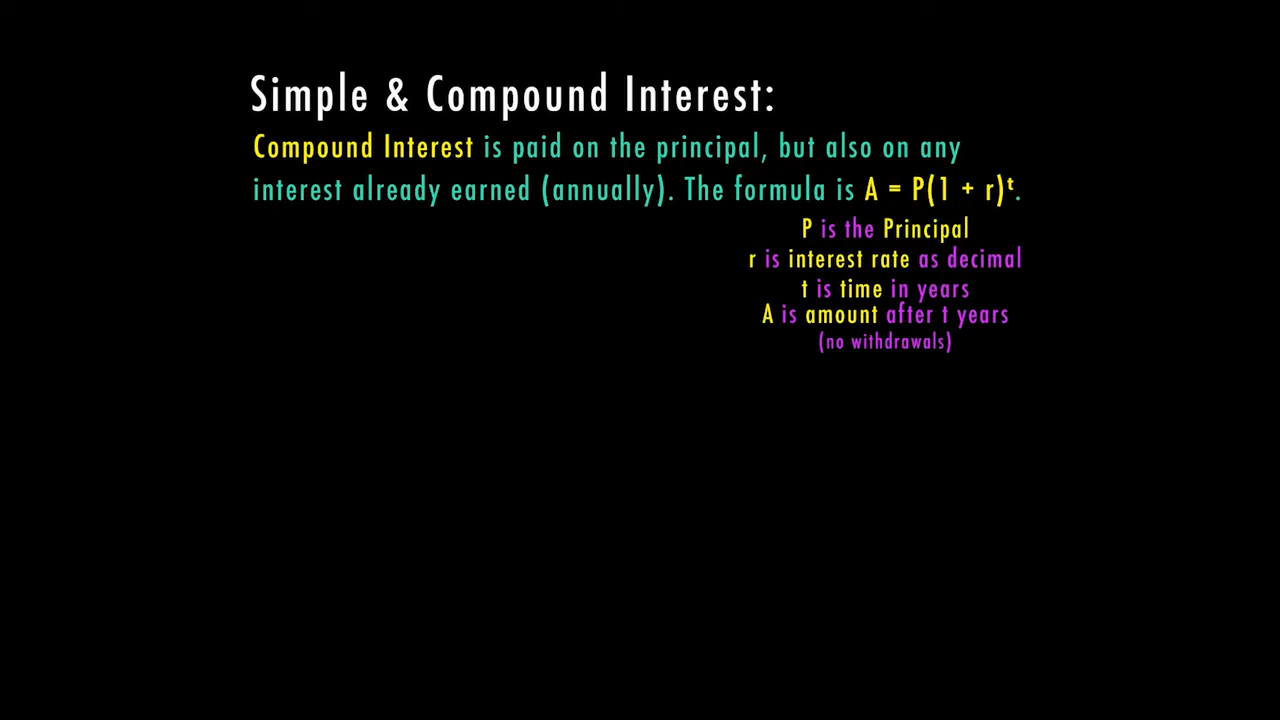 Simple & Compound Interest:
Compound Interest is paid on the principal, but also on any
interest already earned (annually). The formula is A = P(1 + r)ᵗ.
P is the Principal
r is interest rate as decimal
t is time in years
A is amount after t years
(no withdrawals)